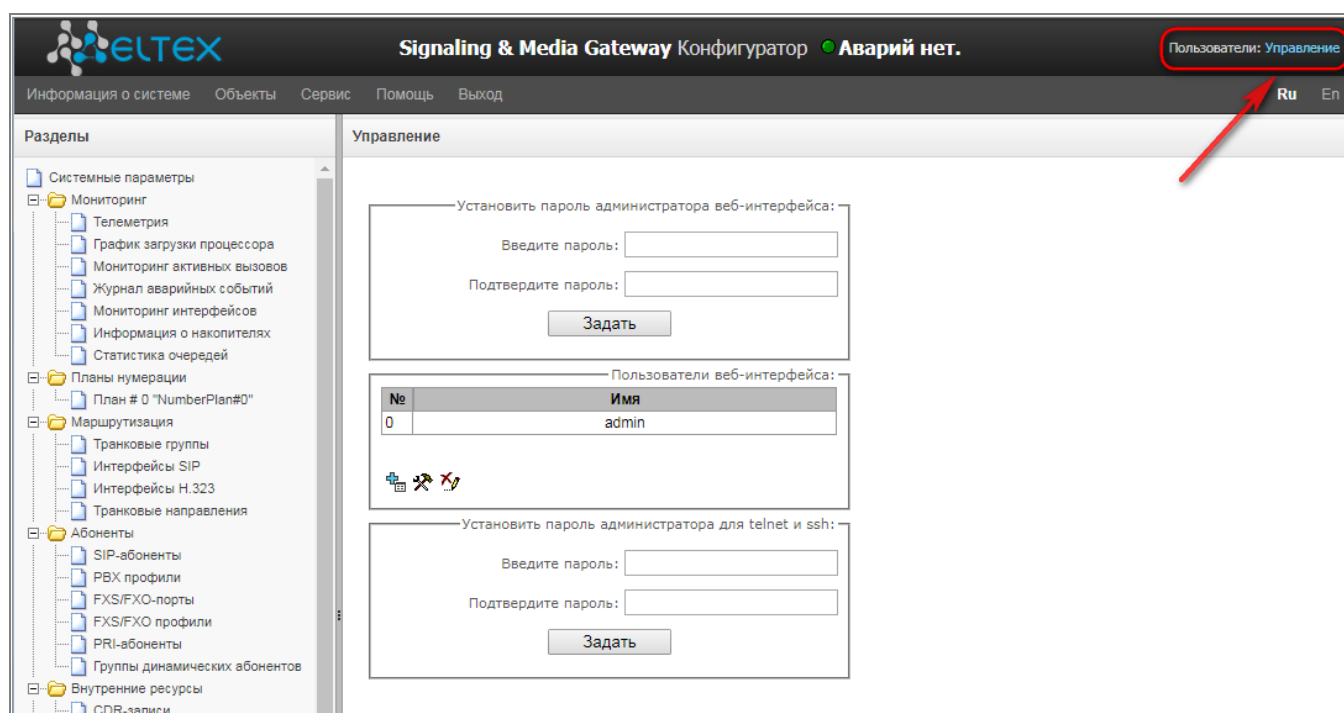 ELTEX
Signaling & Media Gateway Конфигуратор Аварий нет.
Пользователи: Управление
Информация о системе Объекты Сервис Помощь Выход
Ru En
Разделы
Системные параметры
Мониторинг
Телеметрия
График загрузки процессора
Мониторинг активных вызовов
Журнал аварийных событий
Мониторинг интерфейсов
Информация о накопителях
Статистика очередей
Планы нумерации
План # 0 "NumberPlan#0"
Маршрутизация
Транковые группы
Интерфейсы SIP
Интерфейсы H.323
Транковые направления
Абоненты
SIP-абоненты
PBX профили
FXS/FXO-порты
FXS/FXO профили
PRI-абоненты
Группы динамических абонентов
Внутренние ресурсы
CDR-записи
Управление
Установить пароль администратора веб-интерфейса:
Введите пароль:
Подтвердите пароль:
Задать
Пользователи веб-интерфейса:
№ Имя
0 admin
Установить пароль администратора для telnet и ssh:
Введите пароль:
Подтвердите пароль:
Задать